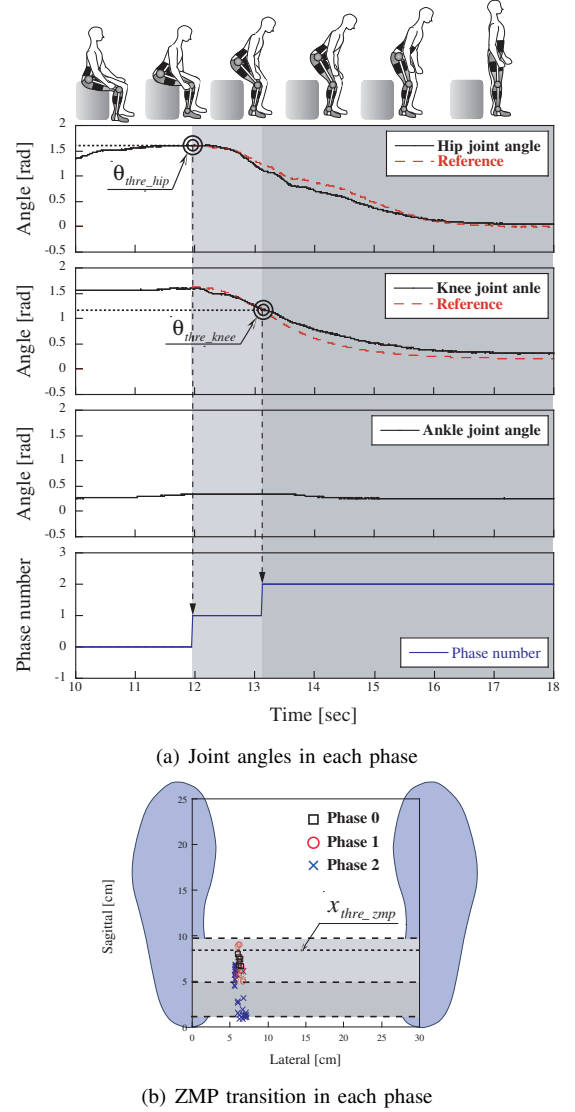 2
1.5
1
0.5
0
-0.5
Angle [rad]
θthre_hip
Hip joint angle
Reference
2
1.5
1
0.5
0
-0.5
Angle [rad]
θthre_knee
Knee joint anle
Reference
2
1.5
1
0.5
0
-0.5
Angle [rad]
Ankle joint angle
3
2
1
0
-1
Phase number
Phase number
10 11 12 13 14 15 16 17 18
Time [sec]
(a) Joint angles in each phase
25
20
15
10
5
0
Sagittal [cm]
Phase 0
Phase 1
Phase 2
xthre_zmp
0 5 10 15 20 25 30
Lateral [cm]
(b) ZMP transition in each phase